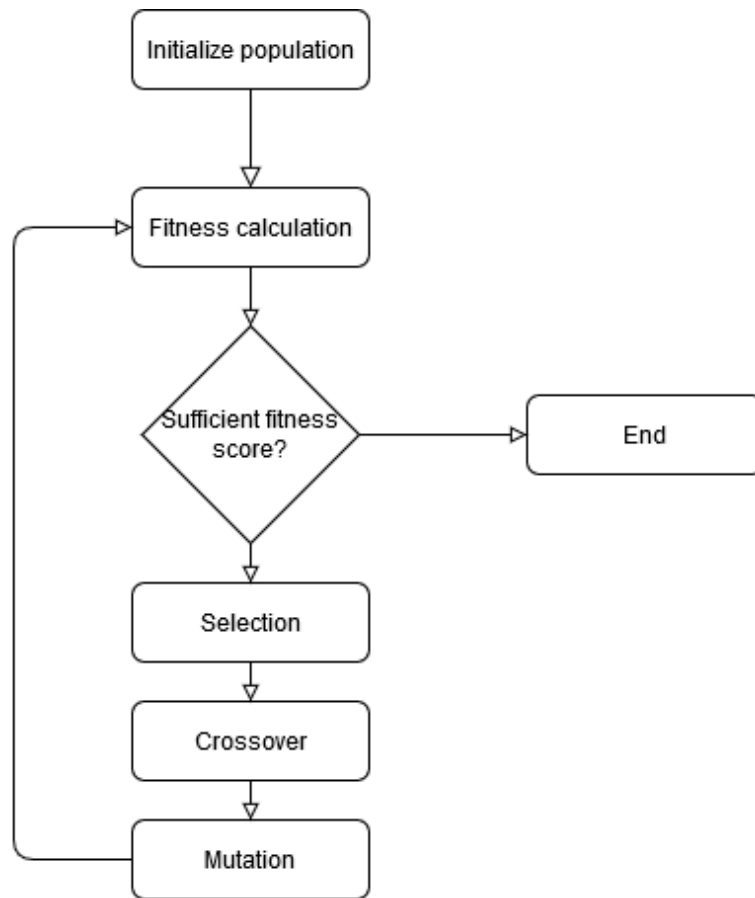 Initialize population
Fitness calculation
Sufficient fitness
score?
End
Selection
Crossover
Mutation